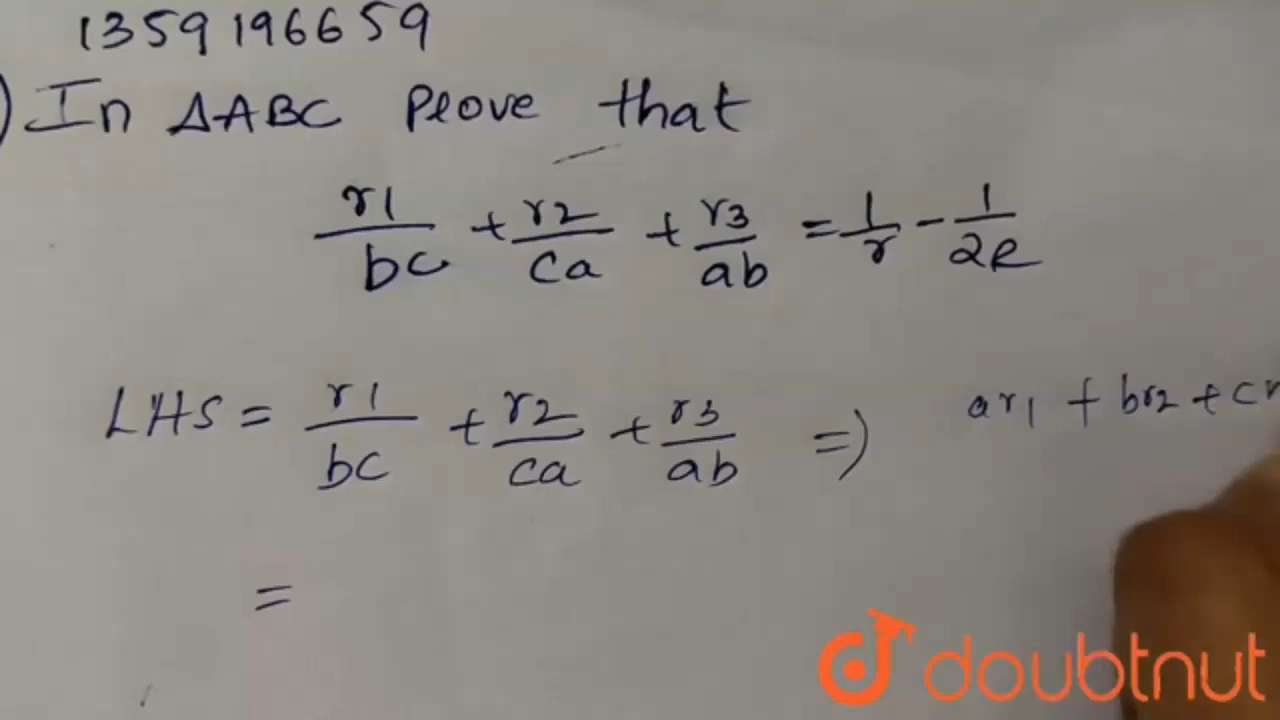 1359196659
) In ΔABC Prove that
r1/bc + r2/ca + r3/ab = 1/r - 1/2R
LHS = r1/bc + r2/ca + r3/ab => ar1 + br2 + cr
=
doubtnut